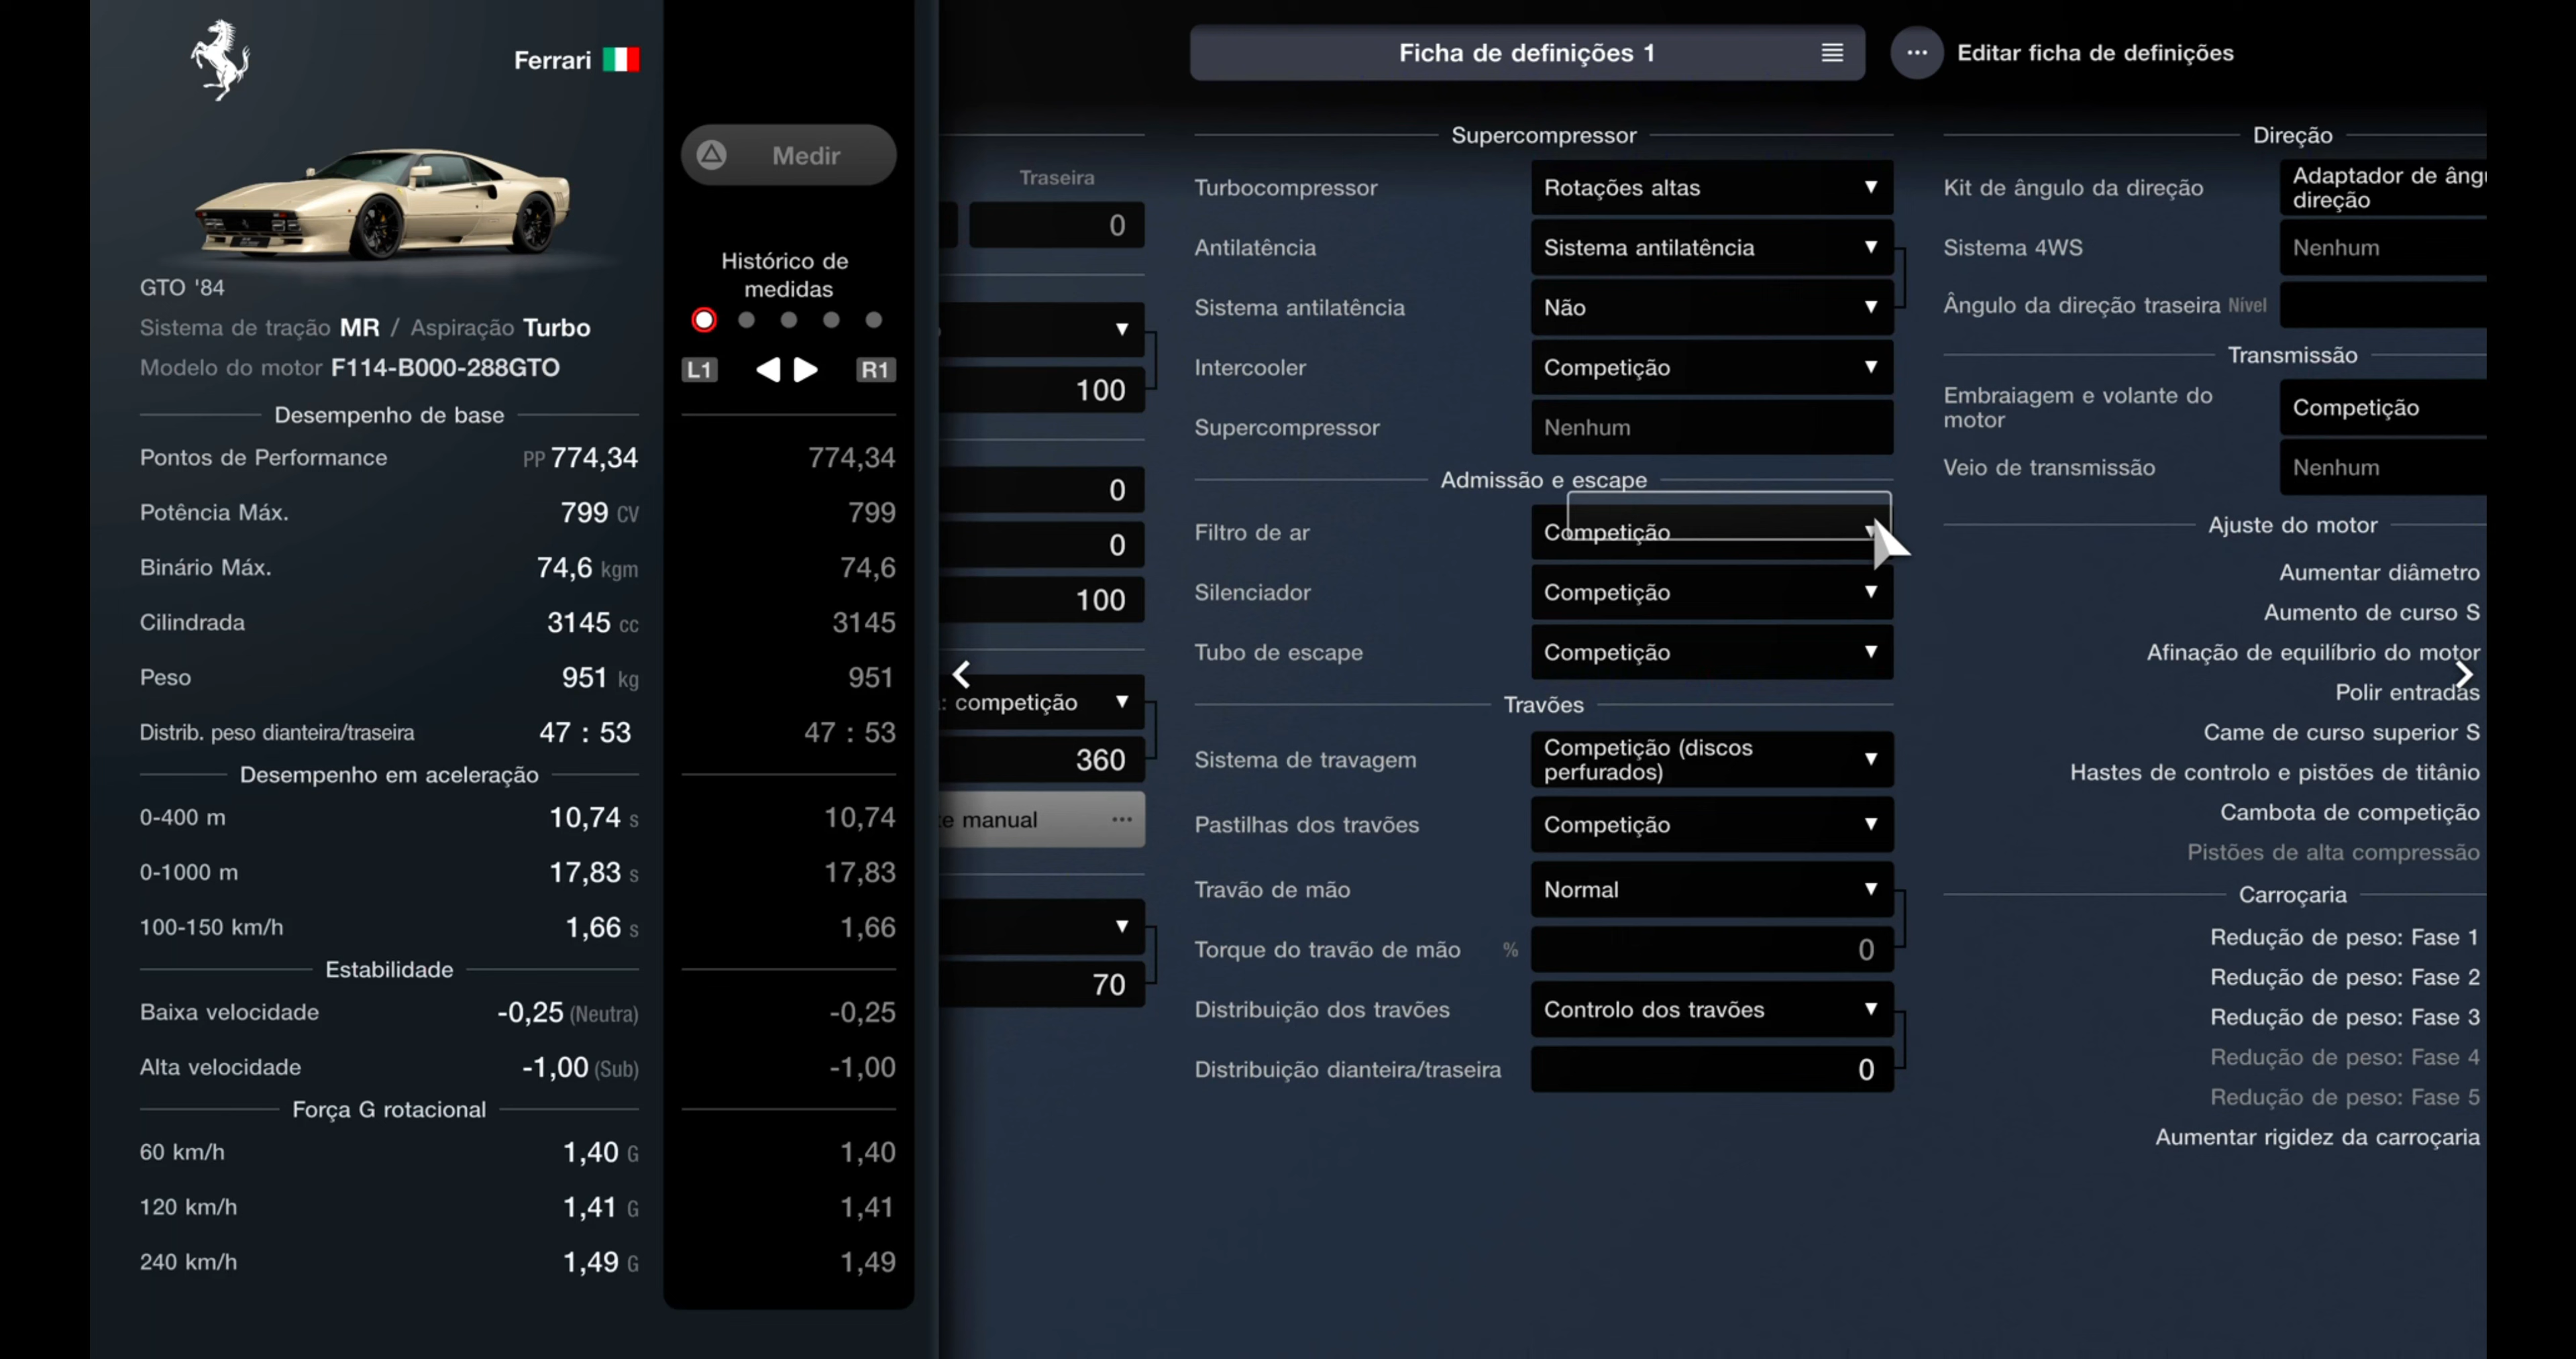 Ferrari
GTO '84
Sistema de tração MR / Aspiração Turbo
Modelo do motor F114-B000-288GTO
Desempenho de base
Pontos de Performance PP 774,34
Potência Máx. 799 CV
Binário Máx. 74,6 kgm
Cilindrada 3145 cc
Peso 951 kg
Distrib. peso dianteira/traseira 47 : 53
Desempenho em aceleração
0-400 m 10,74 s
0-1000 m 17,83 s
100-150 km/h 1,66 s
Estabilidade
Baixa velocidade -0,25 (Neutra)
Alta velocidade -1,00 (Sub)
Força G rotacional
60 km/h 1,40 G
120 km/h 1,41 G
240 km/h 1,49 G
Medir
Histórico de
medidas
L1 R1
774,34
799
74,6
3145
951
47 : 53
10,74
17,83
1,66
-0,25
-1,00
1,40
1,41
1,49
Traseira
0
100
0
0
100
: competição
360
te manual
70
Ficha de definições 1
Editar ficha de definições
Supercompressor
Turbocompressor Rotações altas
Antilatência Sistema antilatência
Sistema antilatência Não
Intercooler Competição
Supercompressor Nenhum
Admissão e escape
Filtro de ar Competição
Silenciador Competição
Tubo de escape Competição
Travões
Sistema de travagem Competição (discos
perfurados)
Pastilhas dos travões Competição
Travão de mão Normal
Torque do travão de mão % 0
Distribuição dos travões Controlo dos travões
Distribuição dianteira/traseira 0
Direção
Kit de ângulo da direção Adaptador de âng
direção
Sistema 4WS Nenhum
Ângulo da direção traseira Nível
Transmissão
Embraiagem e volante do
motor Competição
Veio de transmissão Nenhum
Ajuste do motor
Aumentar diâmetro
Aumento de curso S
Afinação de equilíbrio do motor
Polir entradas
Came de curso superior S
Hastes de controlo e pistões de titânio
Cambota de competição
Pistões de alta compressão
Carroçaria
Redução de peso: Fase 1
Redução de peso: Fase 2
Redução de peso: Fase 3
Redução de peso: Fase 4
Redução de peso: Fase 5
Aumentar rigidez da carroçaria